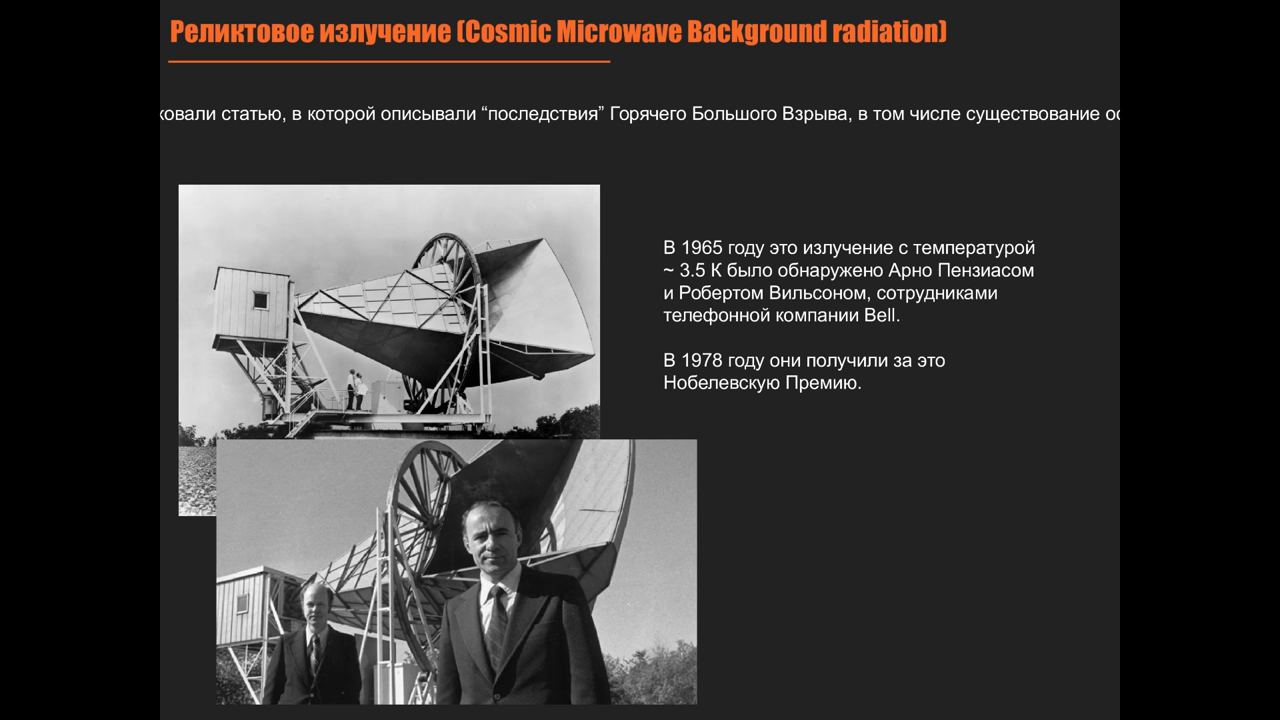 Реликтовое излучение (Cosmic Microwave Background radiation)
статью, в которой описывали “последствия” Горячего Большого Взрыва, в том числе существование
В 1965 году это излучение с температурой
~ 3.5 К было обнаружено Арно Пензиасом
и Робертом Вильсоном, сотрудниками
телефонной компании Bell.
В 1978 году они получили за это
Нобелевскую Премию.